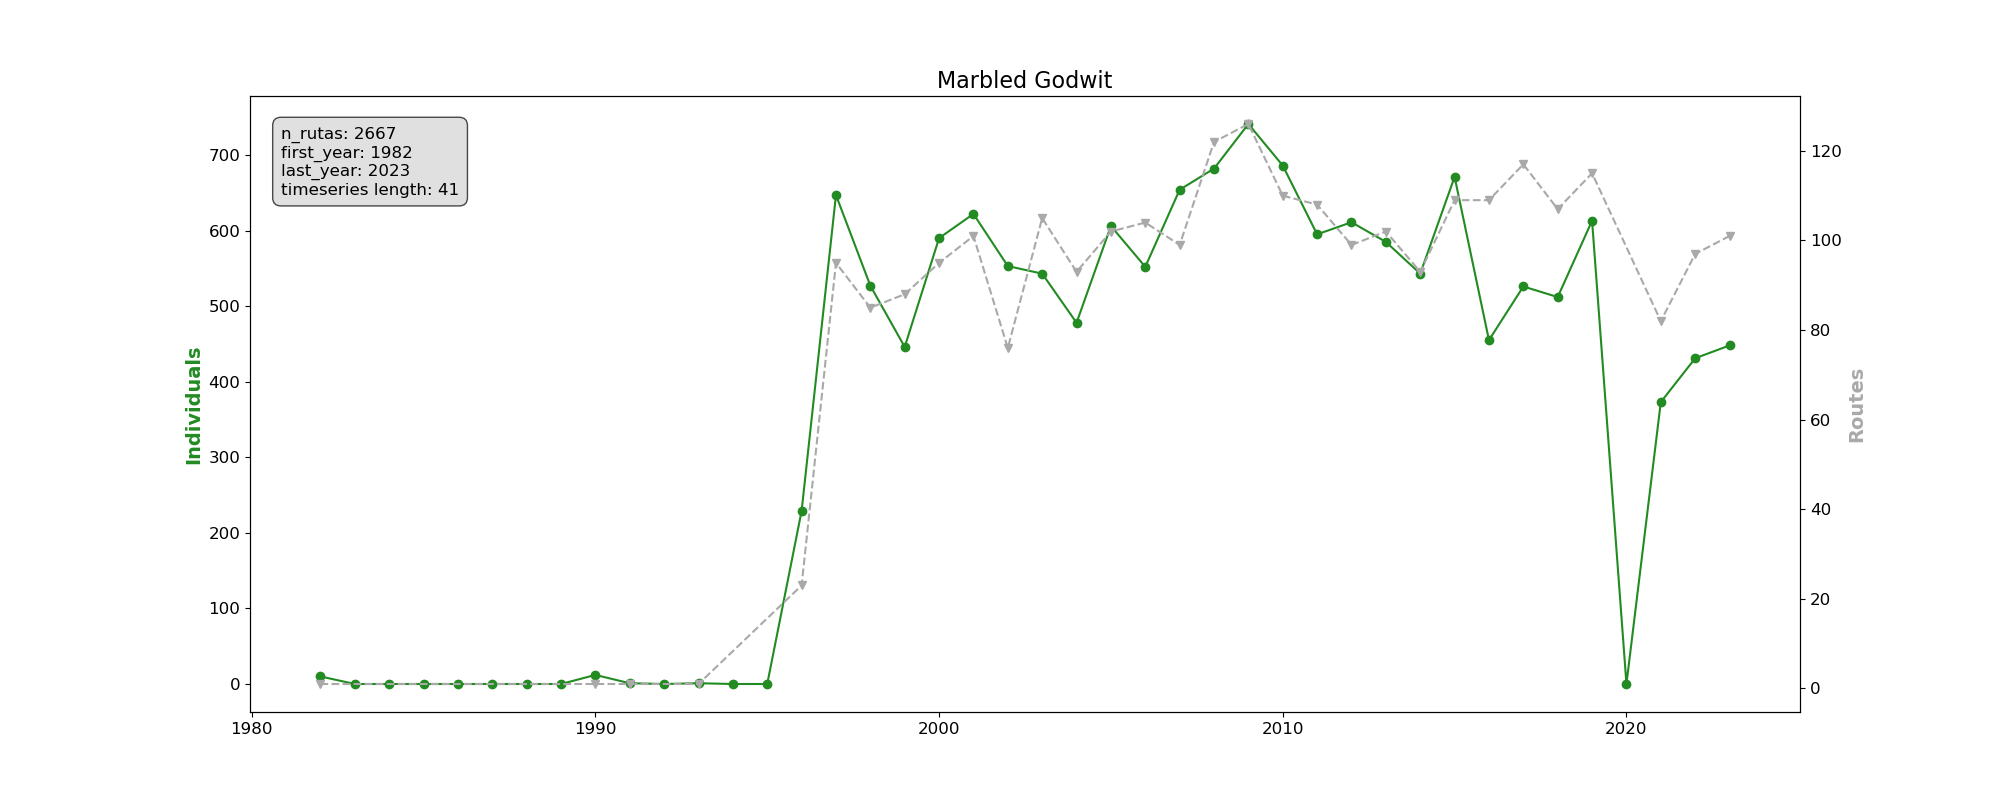 Marbled Godwit
n_rutas: 2667
first_year: 1982
last_year: 2023
timeseries length: 41
700
600
500
400
300
200
100
0
Individuals
120
100
80
60
40
20
0
Routes
1980
1990
2000
2010
2020